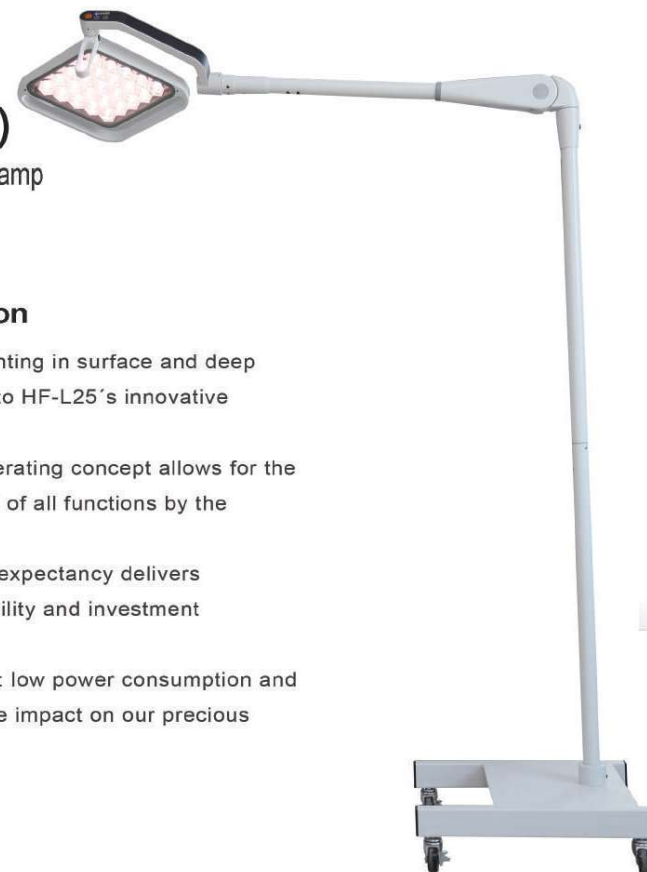 )
amp
on
nting in surface and deep
to HF-L25´s innovative
erating concept allows for the
of all functions by the
expectancy delivers
ility and investment
: low power consumption and
e impact on our precious